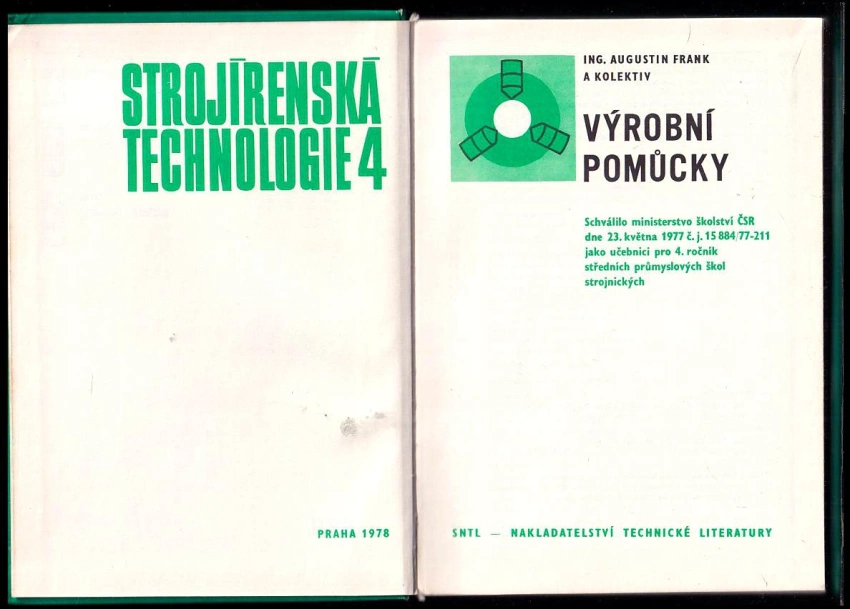 STROJÍRENSKÁ
TECHNOLOGIE 4
PRAHA 1978
ING. AUGUSTIN FRANK
A KOLEKTIV
VÝROBNÍ
POMŮCKY
Schválilo ministerstvo školství ČSR
dne 23. května 1977 č. j. 15 884/77-211
jako učebnici pro 4. ročník
středních průmyslových škol
strojnických
SNTL — NAKLADATELSTVÍ TECHNICKÉ LITERATURY